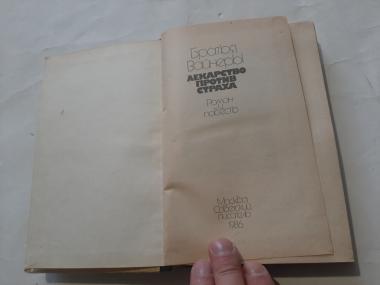 Братья
Вайнеры
ЛЕКАРСТВО
ПРОТИВ
СТРАХА
Роман
и
повесть
Москва
Советский
писатель
1986